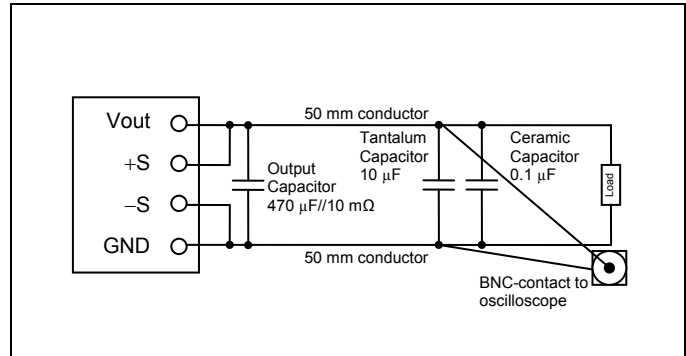 Vout
+S
−S
GND
50 mm conductor
Output
Capacitor
470 µF//10 mΩ
Tantalum
Capacitor
10 µF
Ceramic
Capacitor
0.1 µF
Load
50 mm conductor
BNC-contact to
oscilloscope